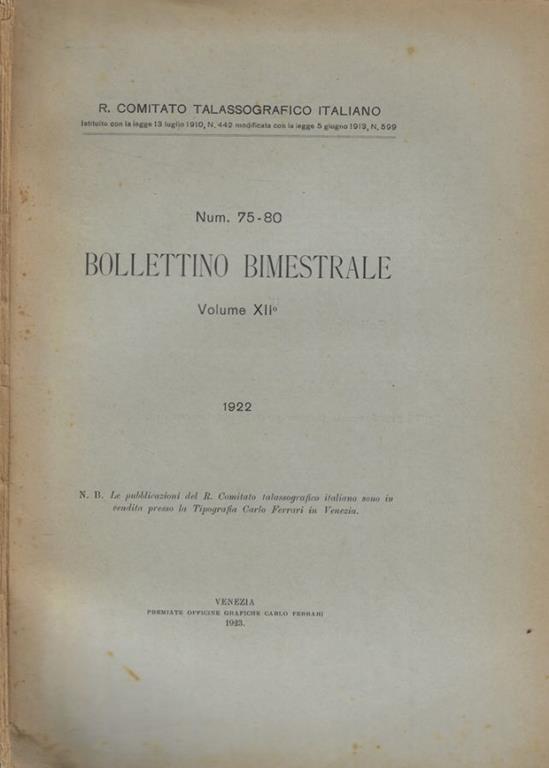 R. COMITATO TALASSOGRAFICO ITALIANO
Istituito con la legge 13 luglio 1910, N. 442 modificata con la legge 5 giugno 1913, N. 599
Num. 75-80
BOLLETTINO BIMESTRALE
Volume XIIº
1922
N. B. Le pubblicazioni del R. Comitato talassografico italiano sono in
vendita presso la Tipografia Carlo Ferrari in Venezia.
VENEZIA
PREMIATE OFFICINE GRAFICHE CARLO FERRARI
1923.